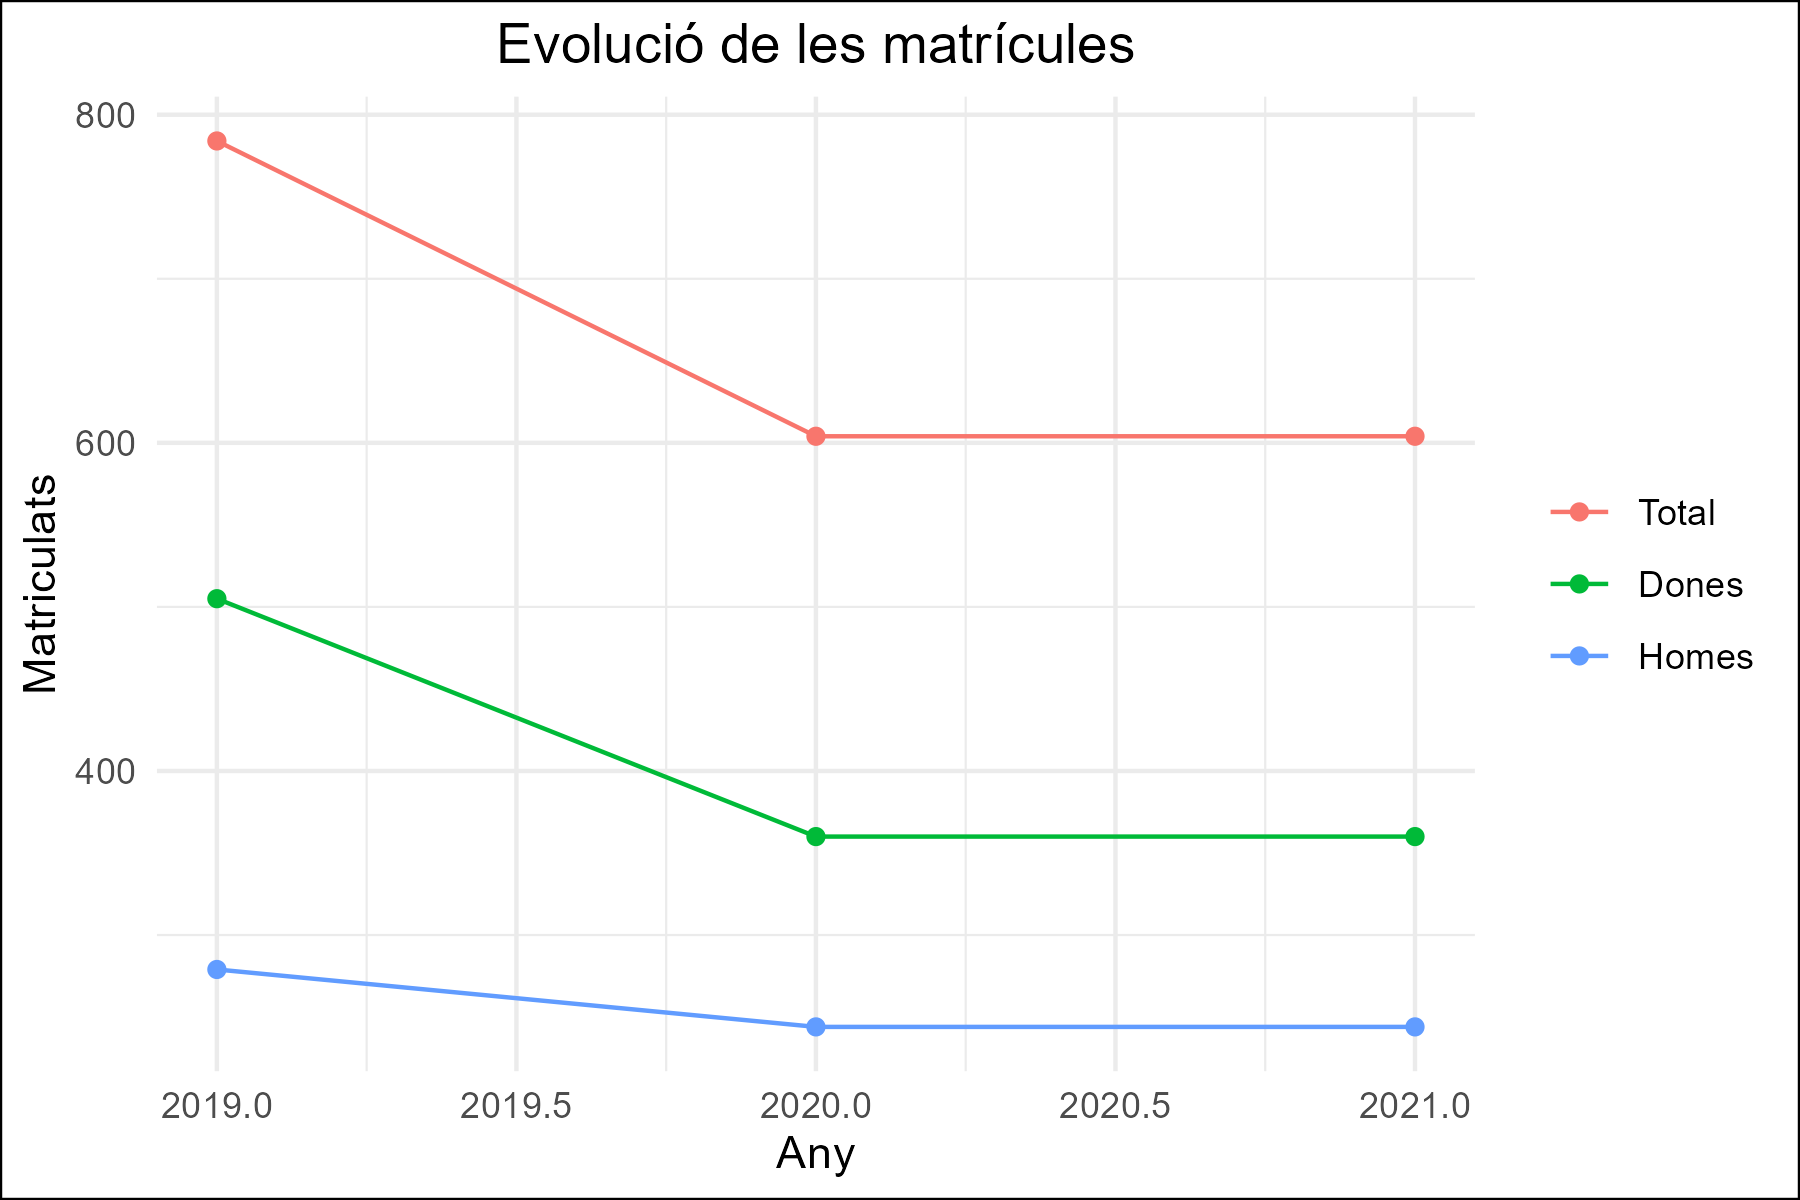 Evolució de les matrícules
800
600
400
Matriculats
2019.0 2019.5 2020.0 2020.5 2021.0
Any
Total
Dones
Homes